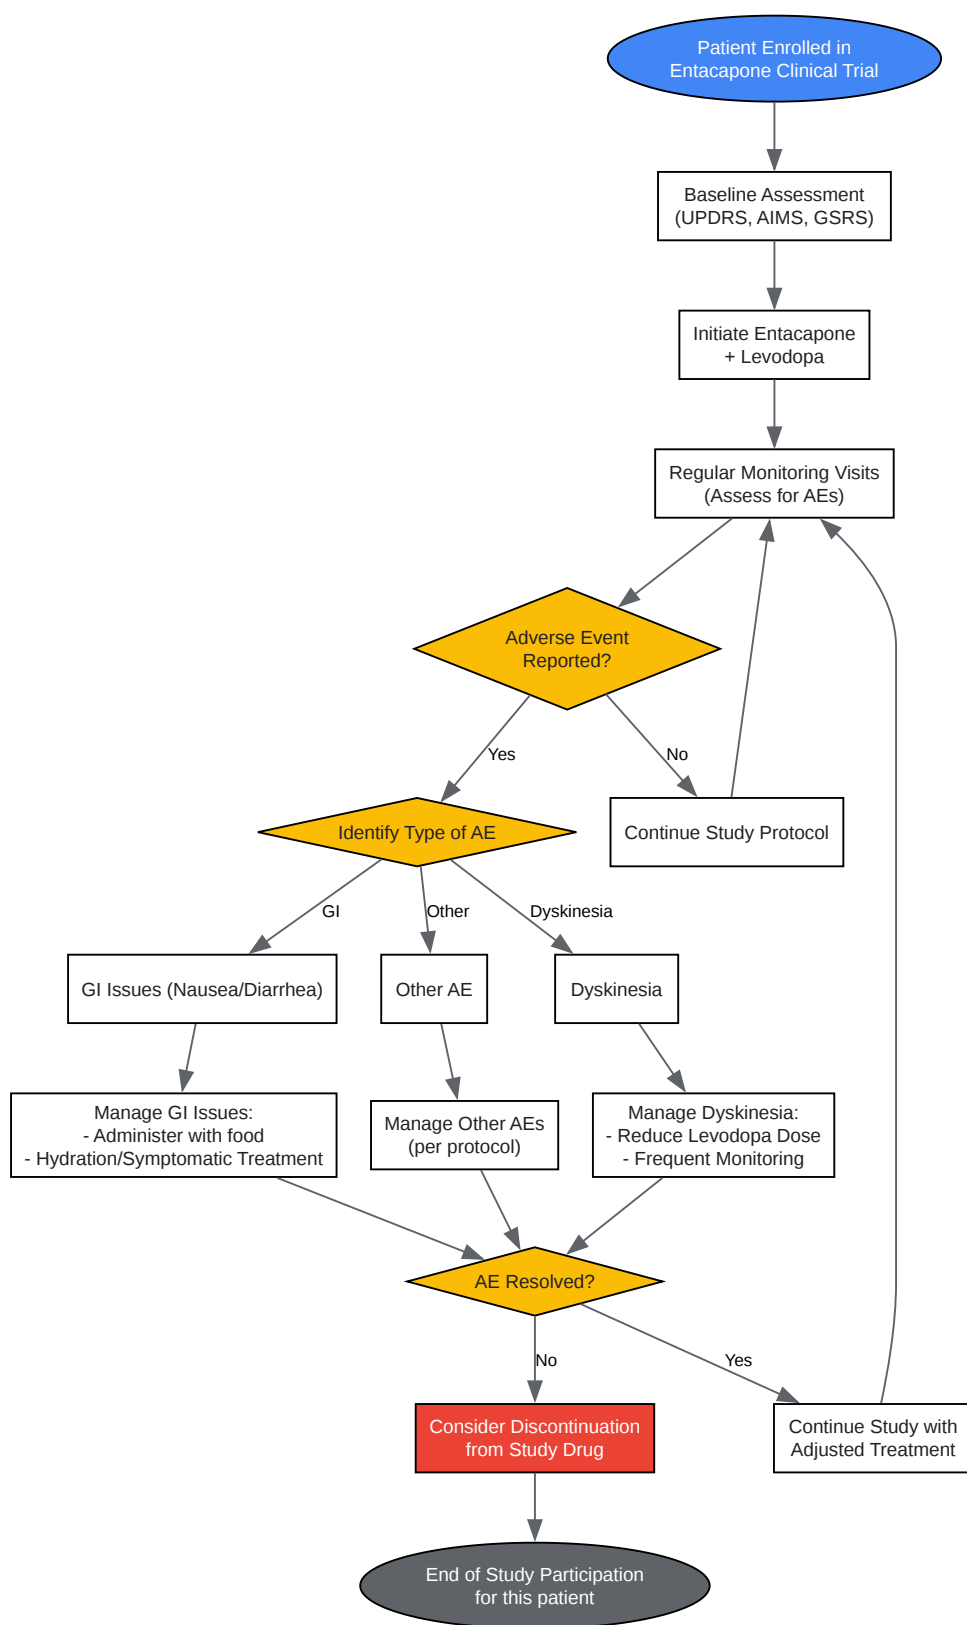 Patient Enrolled in
Entacapone Clinical Trial
Baseline Assessment
(UPDRS, AIMS, GSRS)
Initiate Entacapone
+ Levodopa
Regular Monitoring Visits
(Assess for AEs)
Adverse Event
Reported?
Yes
No
Identify Type of AE
Continue Study Protocol
GI
Other
Dyskinesia
GI Issues (Nausea/Diarrhea)
Other AE
Dyskinesia
Manage GI Issues:
- Administer with food
- Hydration/Symptomatic Treatment
Manage Other AEs
(per protocol)
Manage Dyskinesia:
- Reduce Levodopa Dose
- Frequent Monitoring
AE Resolved?
No
Yes
Consider Discontinuation
from Study Drug
Continue Study with
Adjusted Treatment
End of Study Participation
for this patient